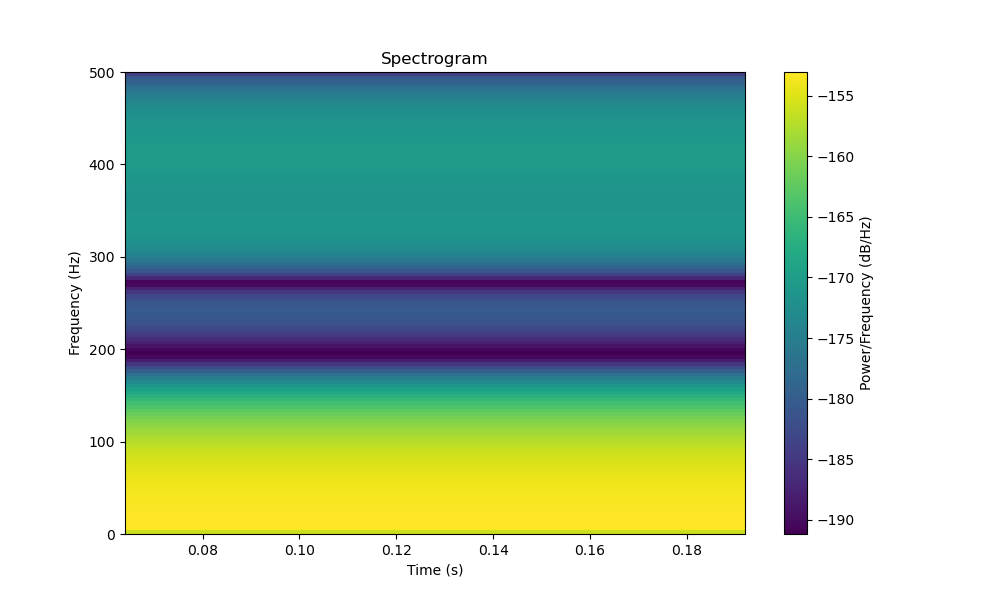 Spectrogram
500
400
300
200
100
0
Frequency (Hz)
0.08 0.10 0.12 0.14 0.16 0.18
Time (s)
−155
−160
−165
−170
−175
−180
−185
−190
Power/Frequency (dB/Hz)